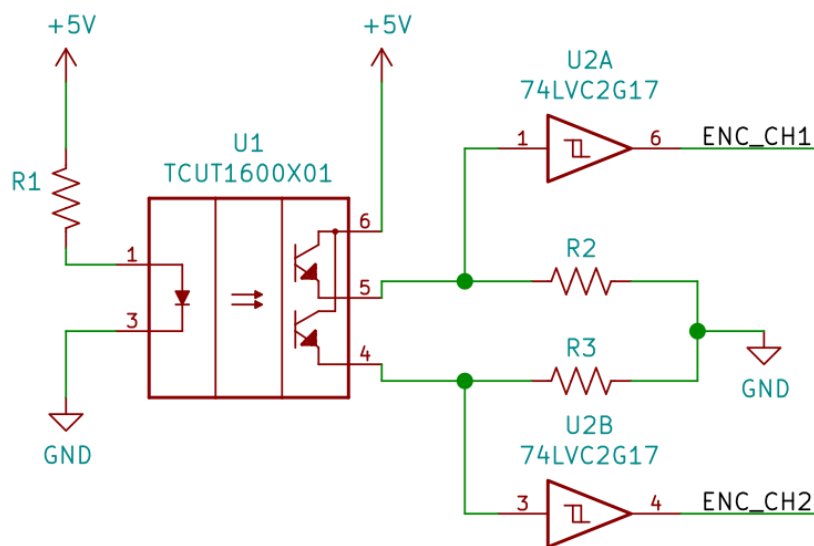 +5V
+5V
U2A
74LVC2G17
1
6
ENC_CH1
U1
TCUT1600X01
R1
6
1
5
R2
3
4
R3
GND
GND
U2B
74LVC2G17
3
4
ENC_CH2